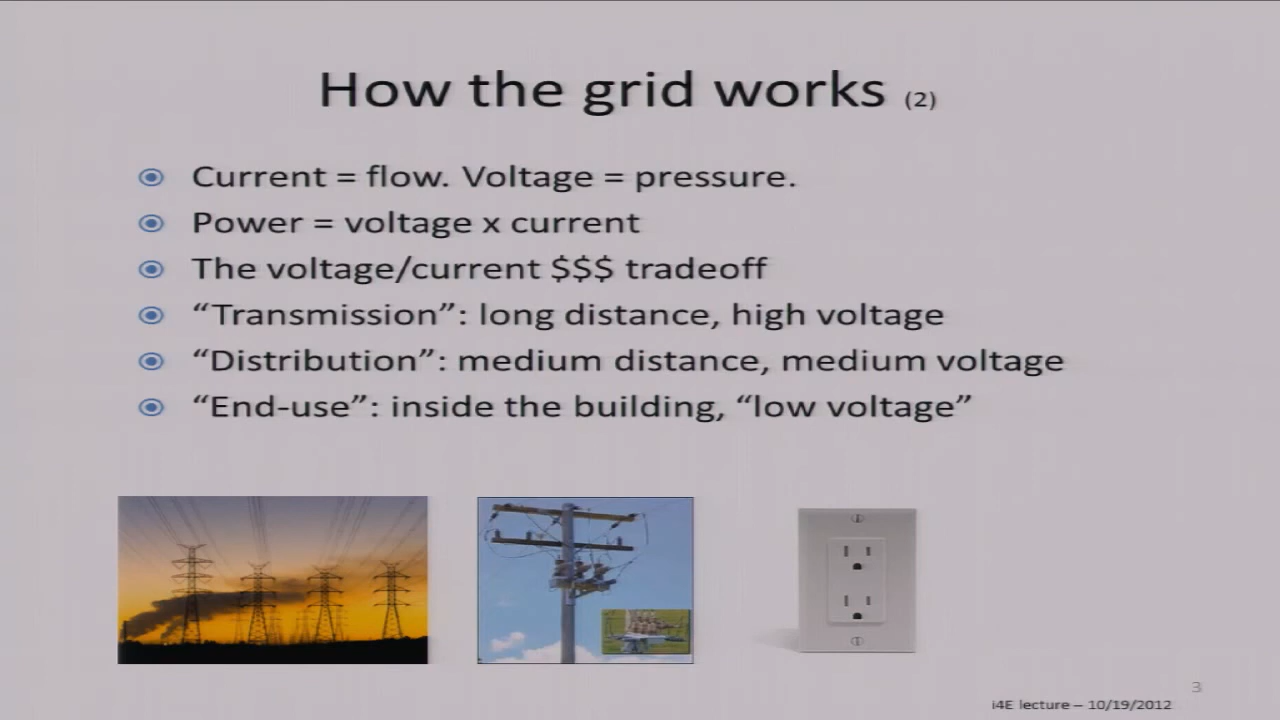 How the grid works (2)
Current = flow. Voltage = pressure.
Power = voltage x current
The voltage/current $$$ tradeoff
“Transmission”: long distance, high voltage
“Distribution”: medium distance, medium voltage
“End-use”: inside the building, “low voltage”
3
i4E lecture – 10/19/2012